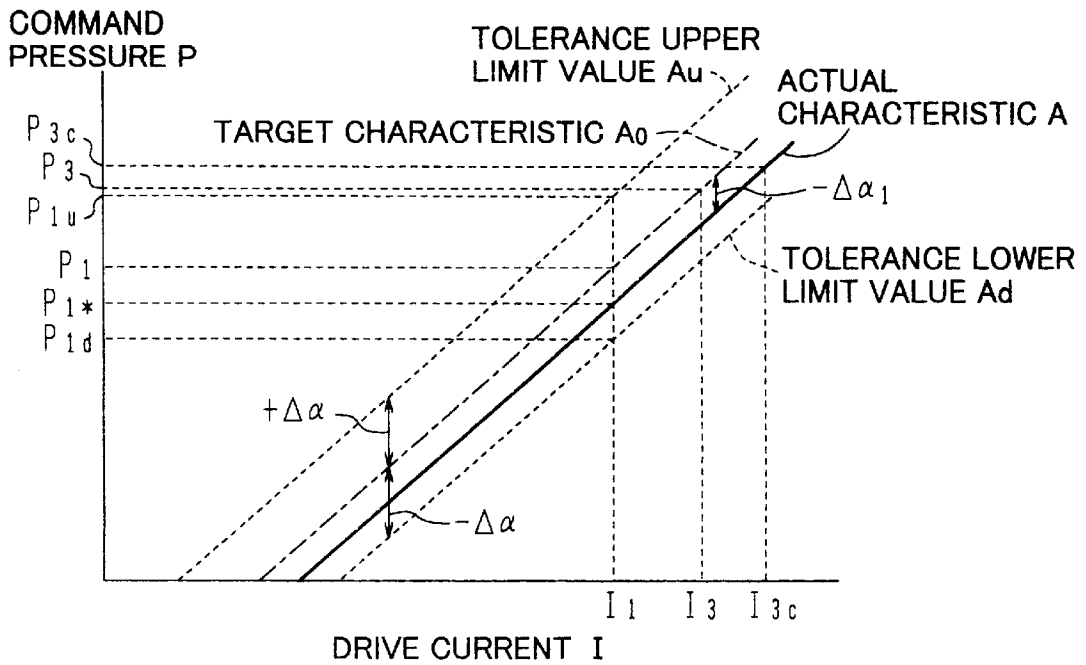 COMMAND
PRESSURE P
TOLERANCE UPPER
LIMIT VALUE Au
ACTUAL
CHARACTERISTIC A
TARGET CHARACTERISTIC A0
P3c
P3
P1u
P1
P1*
P1d
-Δα1
TOLERANCE LOWER
LIMIT VALUE Ad
+Δα
-Δα
I1
I3
I3c
DRIVE CURRENT I